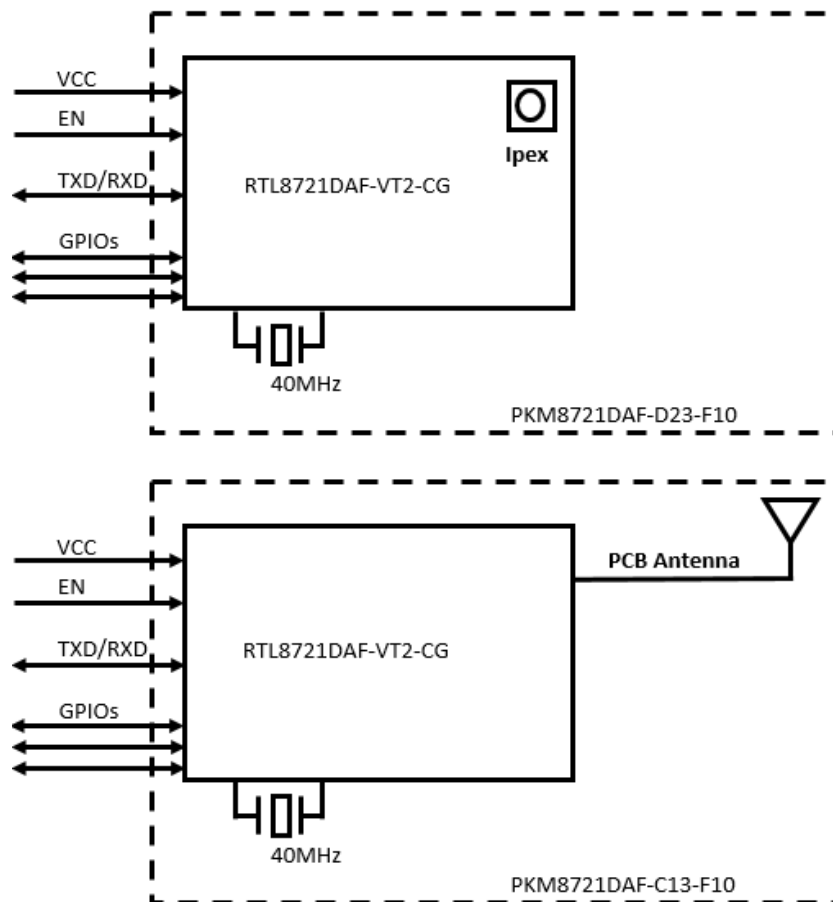 VCC
EN
TXD/RXD
GPIOs
RTL8721DAF-VT2-CG
Ipex
40MHz
PKM8721DAF-D23-F10
VCC
EN
TXD/RXD
GPIOs
RTL8721DAF-VT2-CG
PCB Antenna
40MHz
PKM8721DAF-C13-F10